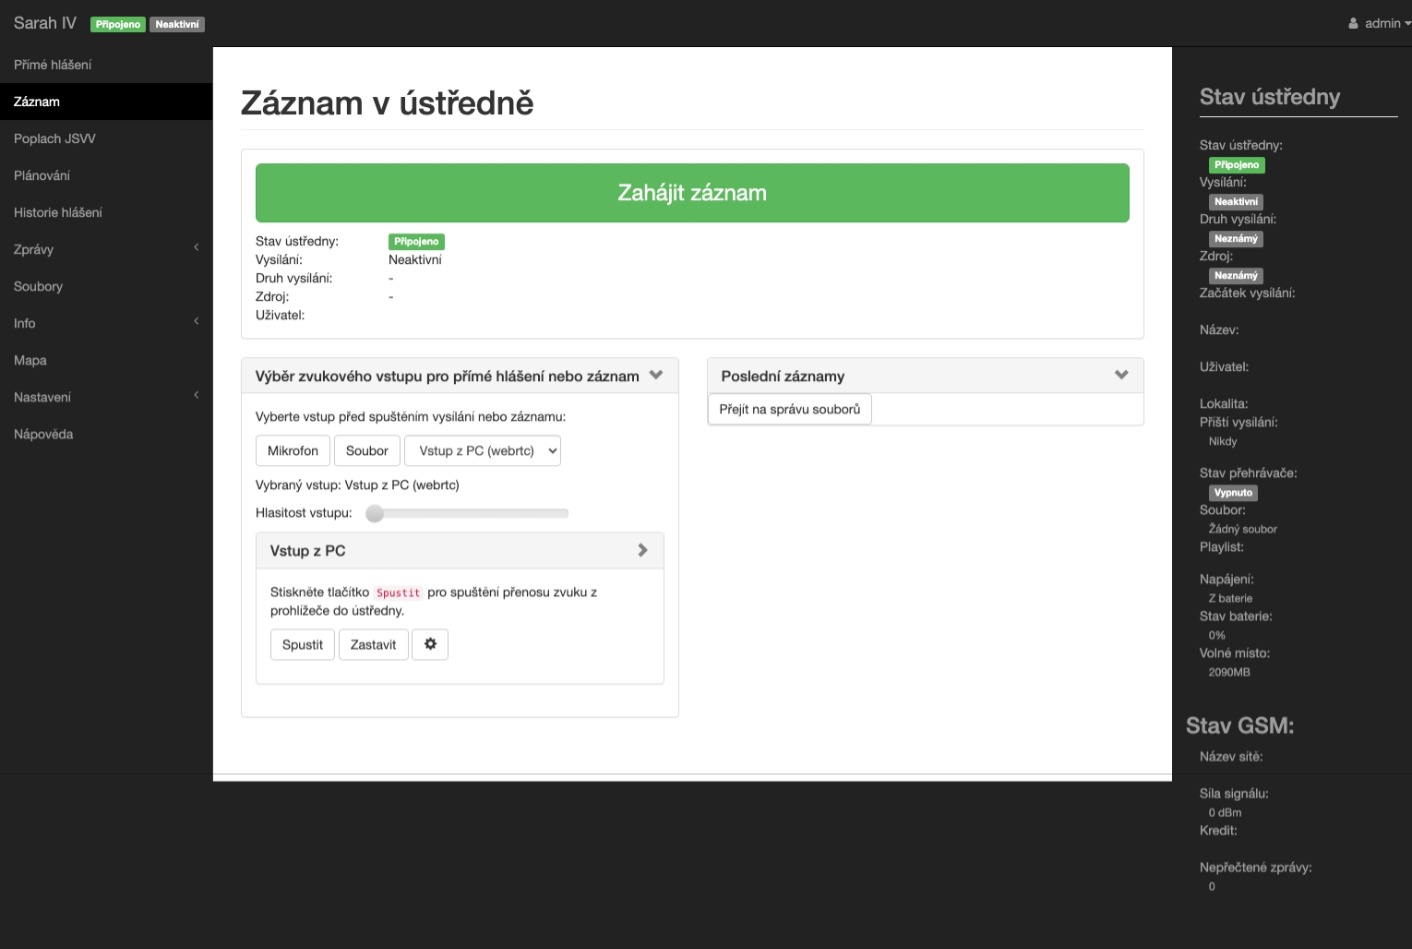 Sarah IV Připojeno Neaktivní
admin
Přímé hlášení
Záznam
Poplach JSVV
Plánování
Historie hlášení
Zprávy
Soubory
Info
Mapa
Nastavení
Nápověda
Záznam v ústředně
Zahájit záznam
Stav ústředny: Připojeno
Vysílání: Neaktivní
Druh vysílání: -
Zdroj: -
Uživatel:
Výběr zvukového vstupu pro přímé hlášení nebo záznam
Vyberte vstup před spuštěním vysílání nebo záznamu:
Mikrofon Soubor Vstup z PC (webrtc)
Vybraný vstup: Vstup z PC (webrtc)
Hlasitost vstupu:
Vstup z PC
Stiskněte tlačítko Spustit pro spuštění přenosu zvuku z
prohlížeče do ústředny.
Spustit Zastavit
Poslední záznamy
Přejít na správu souborů
Stav ústředny
Stav ústředny:
Připojeno
Vysílání:
Neaktivní
Druh vysílání:
Neznámý
Zdroj:
Neznámý
Začátek vysílání:
Název:
Uživatel:
Lokalita:
Příští vysílání:
Nikdy
Stav přehrávače:
Vypnuto
Soubor:
Žádný soubor
Playlist:
Napájení:
Z baterie
Stav baterie:
0%
Volné místo:
2090MB
Stav GSM:
Název sítě:
Síla signálu:
0 dBm
Kredit:
Nepřečtené zprávy:
0